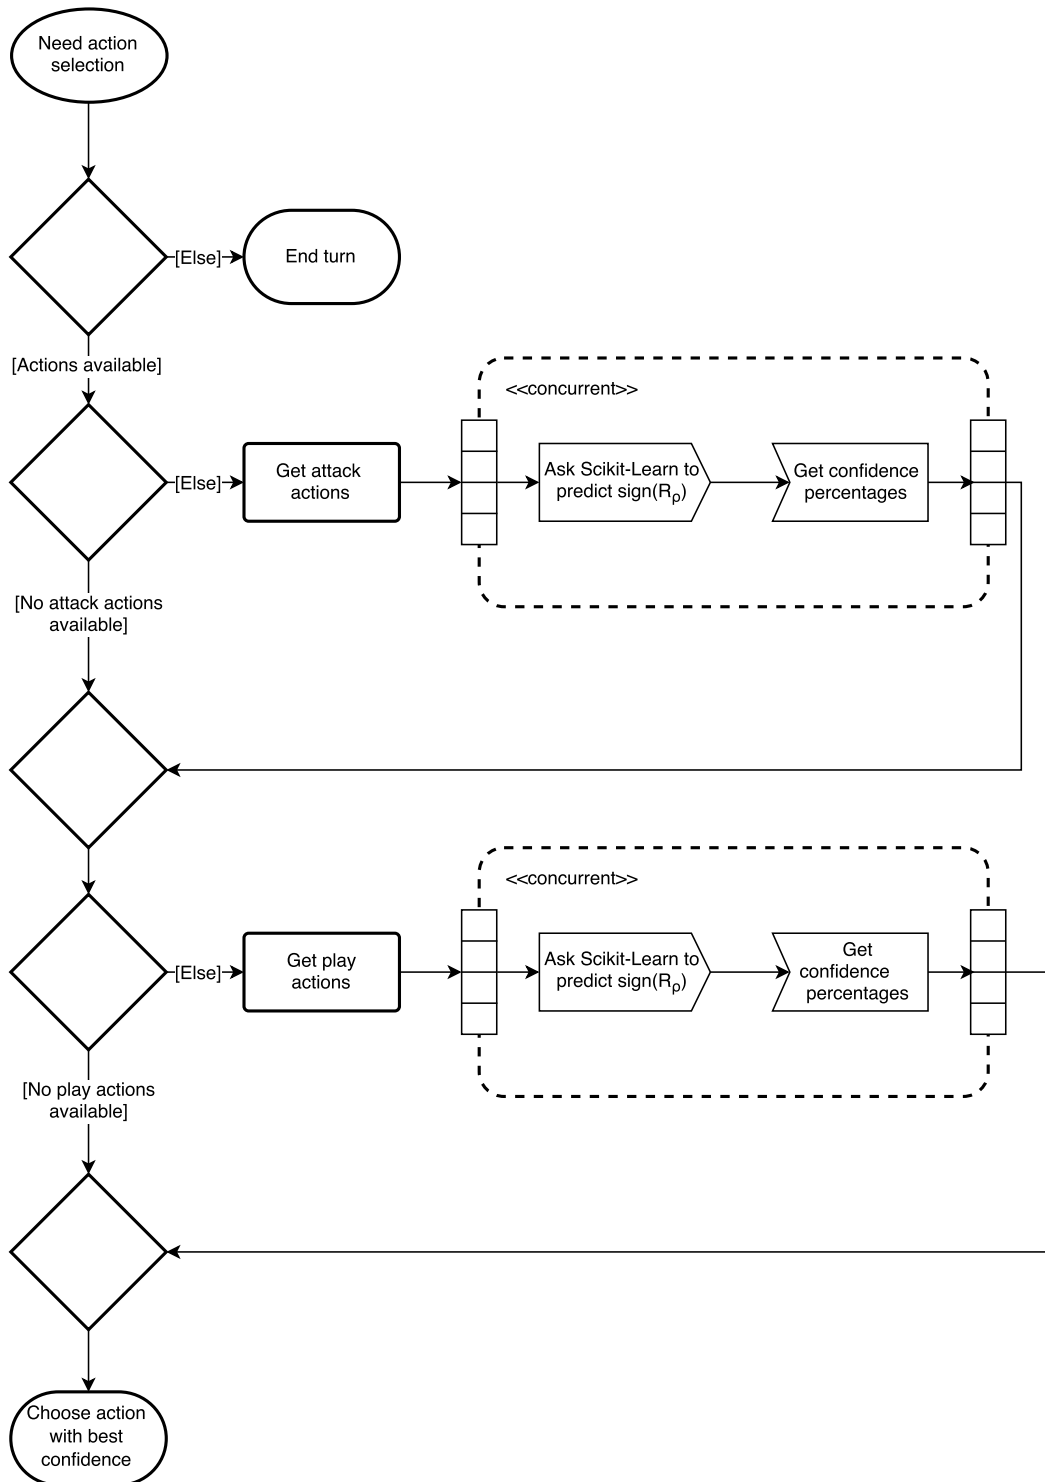 Need action
selection
[Else]
End turn
[Actions available]
<<concurrent>>
[Else]
Get attack
actions
Ask Scikit-Learn to
predict sign(Rρ)
Get confidence
percentages
[No attack actions
available]
<<concurrent>>
[Else]
Get play
actions
Ask Scikit-Learn to
predict sign(Rρ)
Get
confidence
percentages
[No play actions
available]
Choose action
with best
confidence